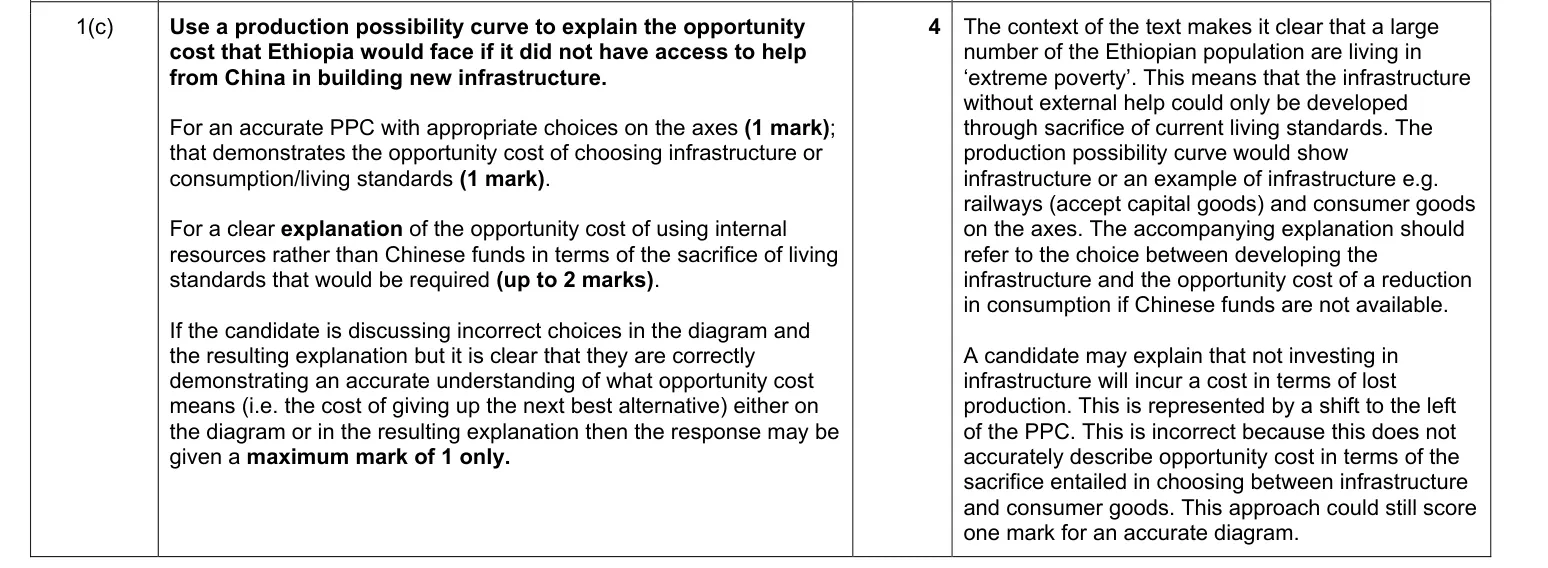 1(c)
Use a production possibility curve to explain the opportunity
cost that Ethiopia would face if it did not have access to help
from China in building new infrastructure.
For an accurate PPC with appropriate choices on the axes (1 mark);
that demonstrates the opportunity cost of choosing infrastructure or
consumption/living standards (1 mark).
For a clear explanation of the opportunity cost of using internal
resources rather than Chinese funds in terms of the sacrifice of living
standards that would be required (up to 2 marks).
If the candidate is discussing incorrect choices in the diagram and
the resulting explanation but it is clear that they are correctly
demonstrating an accurate understanding of what opportunity cost
means (i.e. the cost of giving up the next best alternative) either on
the diagram or in the resulting explanation then the response may be
given a maximum mark of 1 only.
4
The context of the text makes it clear that a large
number of the Ethiopian population are living in
‘extreme poverty’. This means that the infrastructure
without external help could only be developed
through sacrifice of current living standards. The
production possibility curve would show
infrastructure or an example of infrastructure e.g.
railways (accept capital goods) and consumer goods
on the axes. The accompanying explanation should
refer to the choice between developing the
infrastructure and the opportunity cost of a reduction
in consumption if Chinese funds are not available.
A candidate may explain that not investing in
infrastructure will incur a cost in terms of lost
production. This is represented by a shift to the left
of the PPC. This is incorrect because this does not
accurately describe opportunity cost in terms of the
sacrifice entailed in choosing between infrastructure
and consumer goods. This approach could still score
one mark for an accurate diagram.